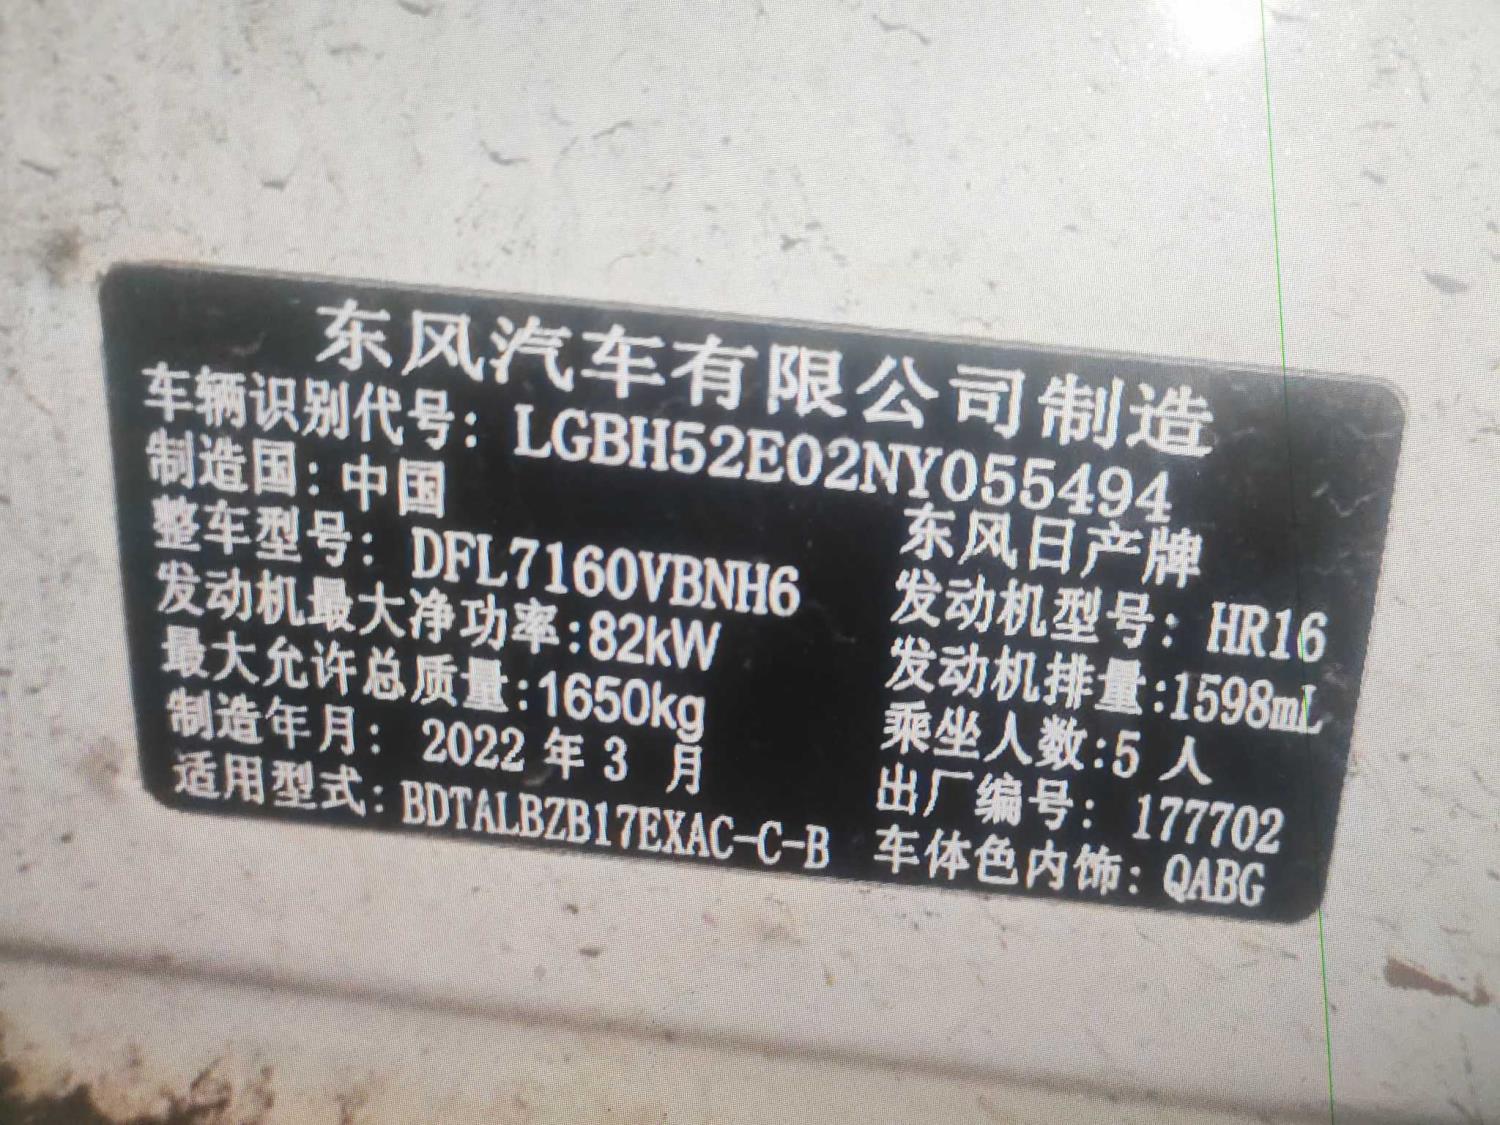 东风汽车有限公司制造
车辆识别代号：LGBH52E02NY055494
制造国：中国 东风日产牌
整车型号：DFL7160VBNH6 发动机型号：HR16
发动机最大净功率：82kW 发动机排量：1598mL
最大允许总质量：1650kg 乘坐人数：5 人
制造年月：2022 年 3 月 出厂编号：177702
适用型式：BDTALBZB17EXAC-C-B 车体色内饰：QABG